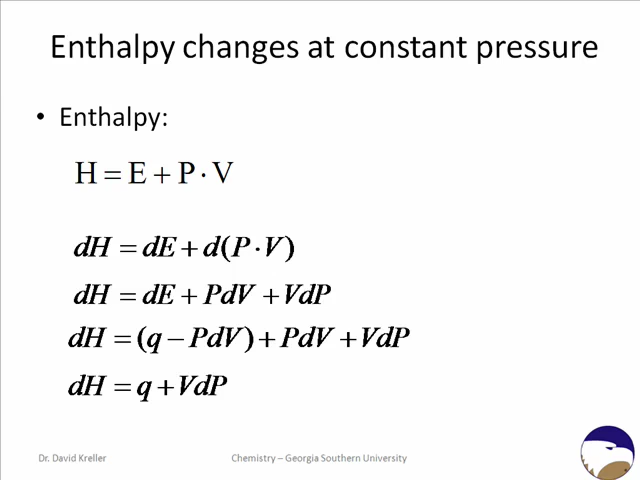 Enthalpy changes at constant pressure
• Enthalpy:
H = E + P · V
dH = dE + d(P · V)
dH = dE + PdV + VdP
dH = (q − PdV) + PdV + VdP
dH = q + VdP
Dr. David Kreller
Chemistry – Georgia Southern University